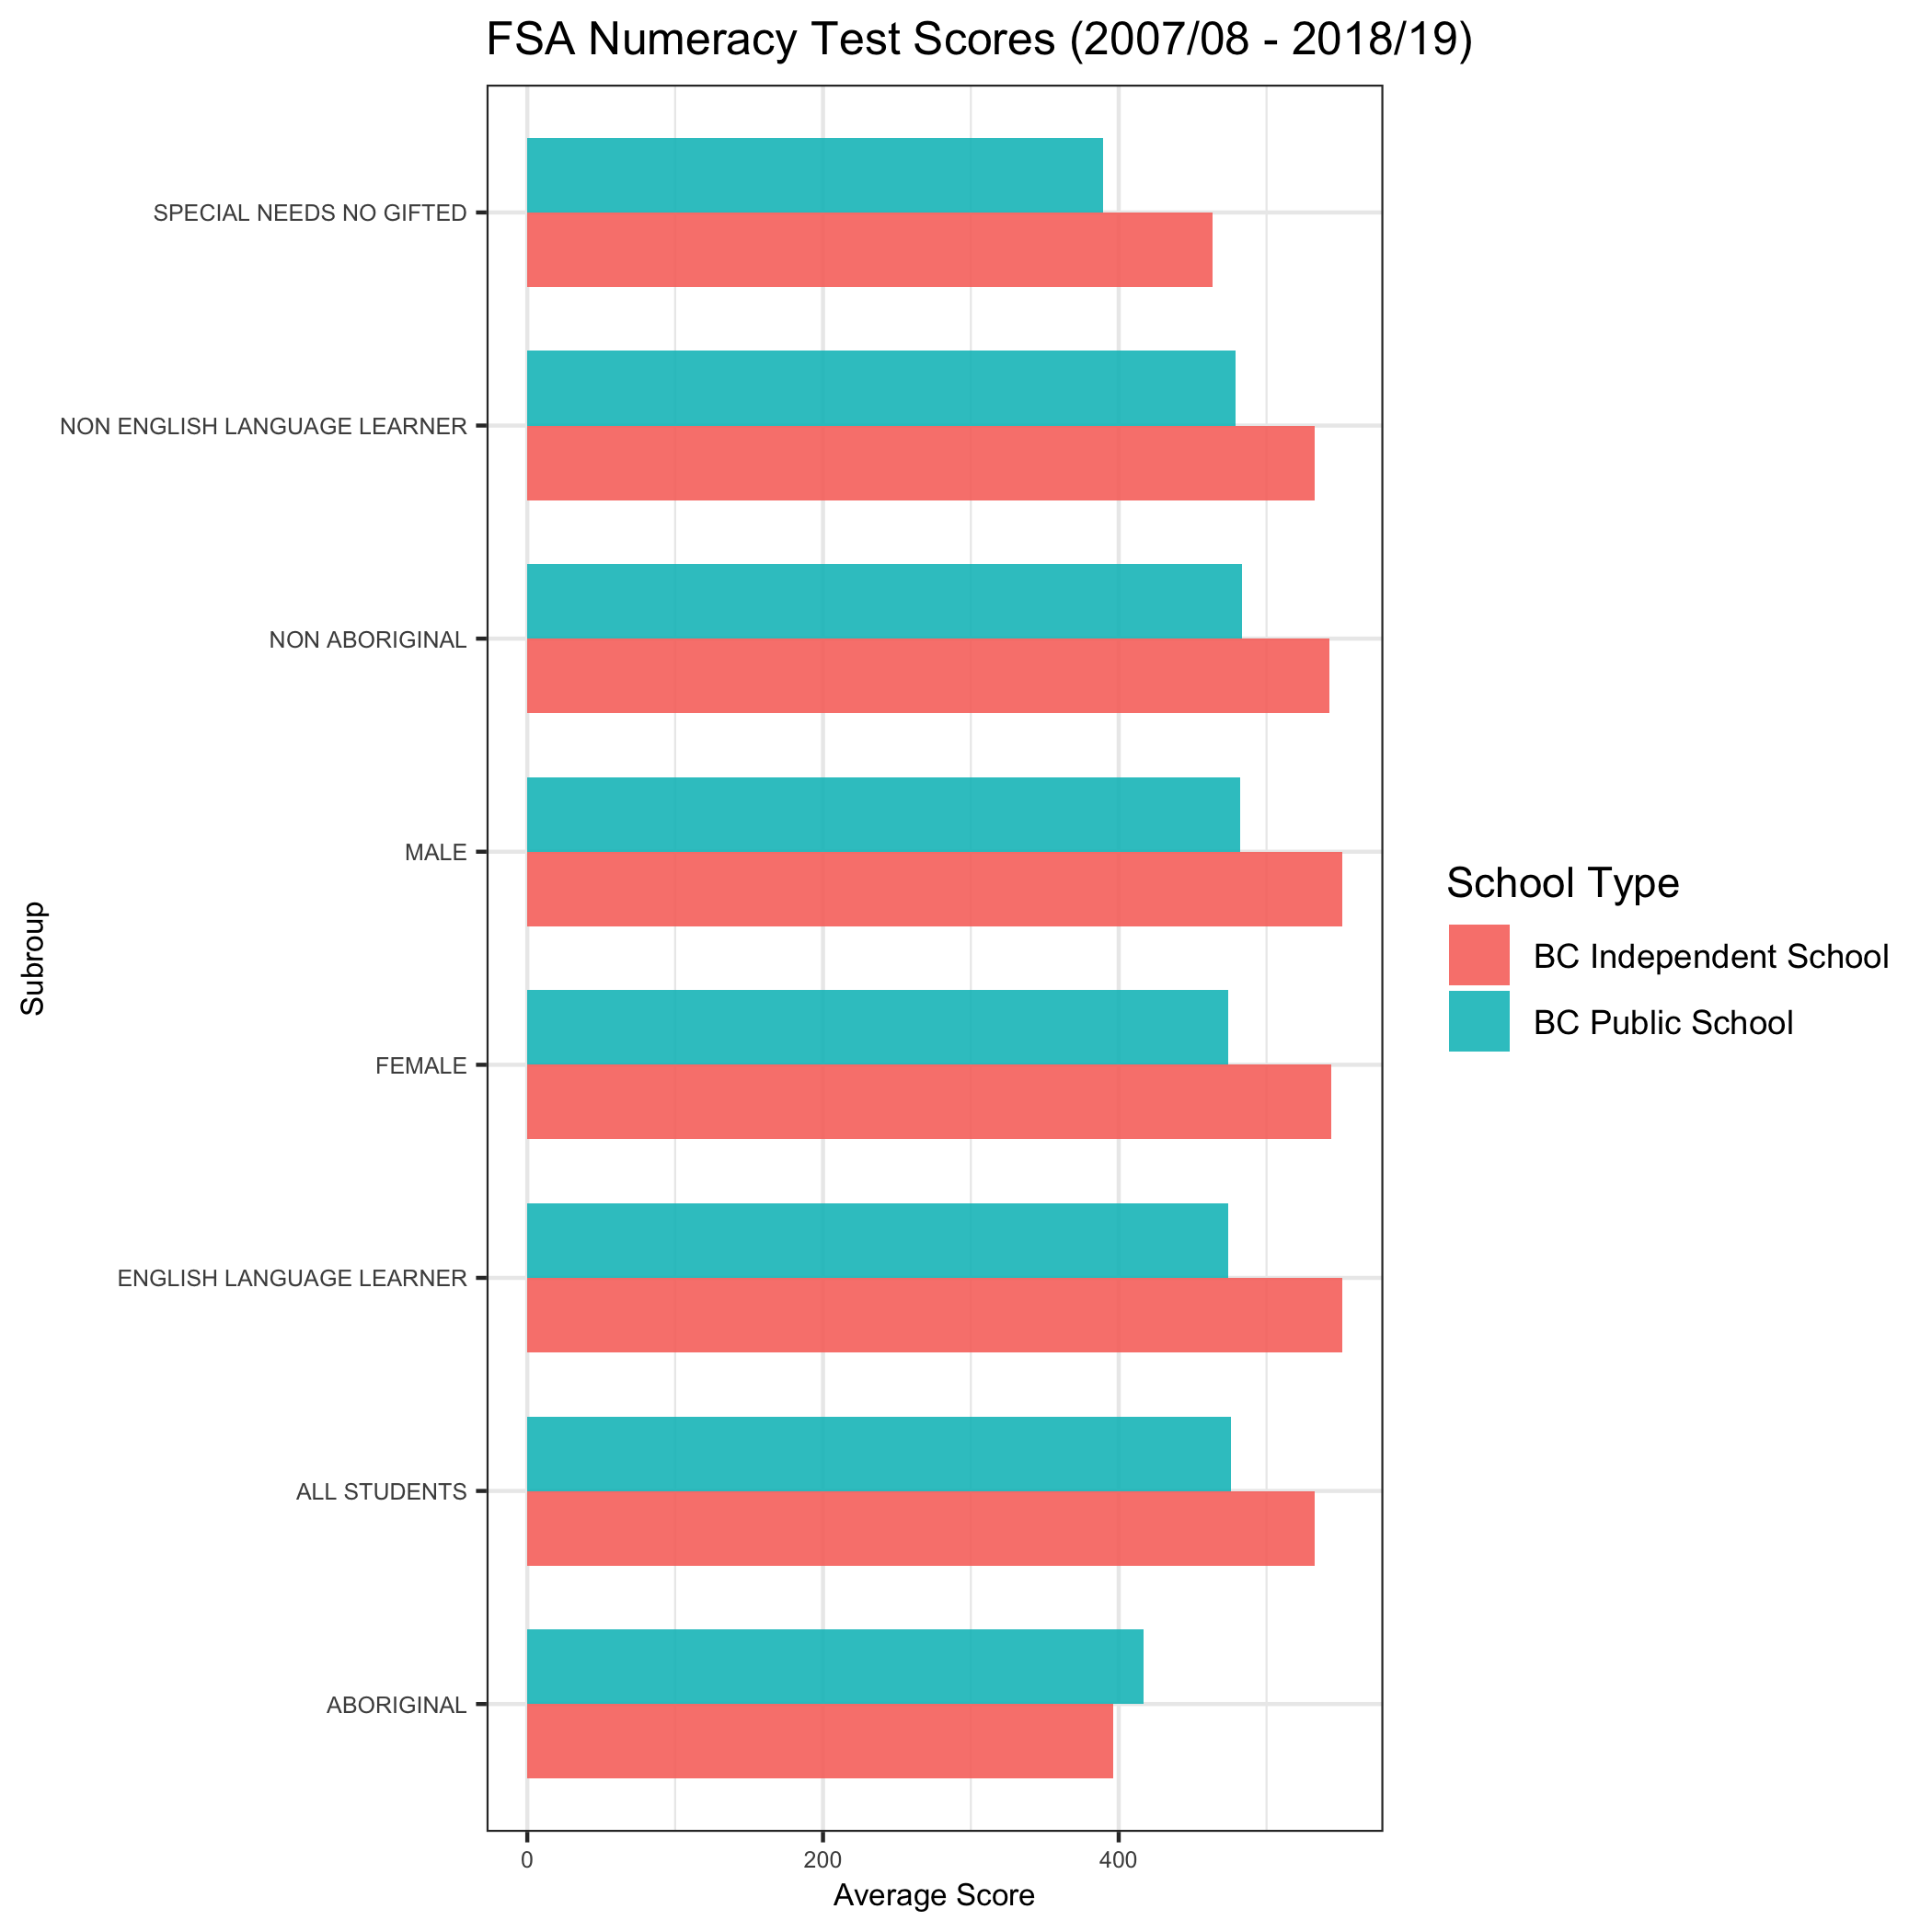 FSA Numeracy Test Scores (2007/08 - 2018/19)
SPECIAL NEEDS NO GIFTED
NON ENGLISH LANGUAGE LEARNER
NON ABORIGINAL
MALE
FEMALE
ENGLISH LANGUAGE LEARNER
ALL STUDENTS
ABORIGINAL
Subroup
0
200
400
Average Score
School Type
BC Independent School
BC Public School